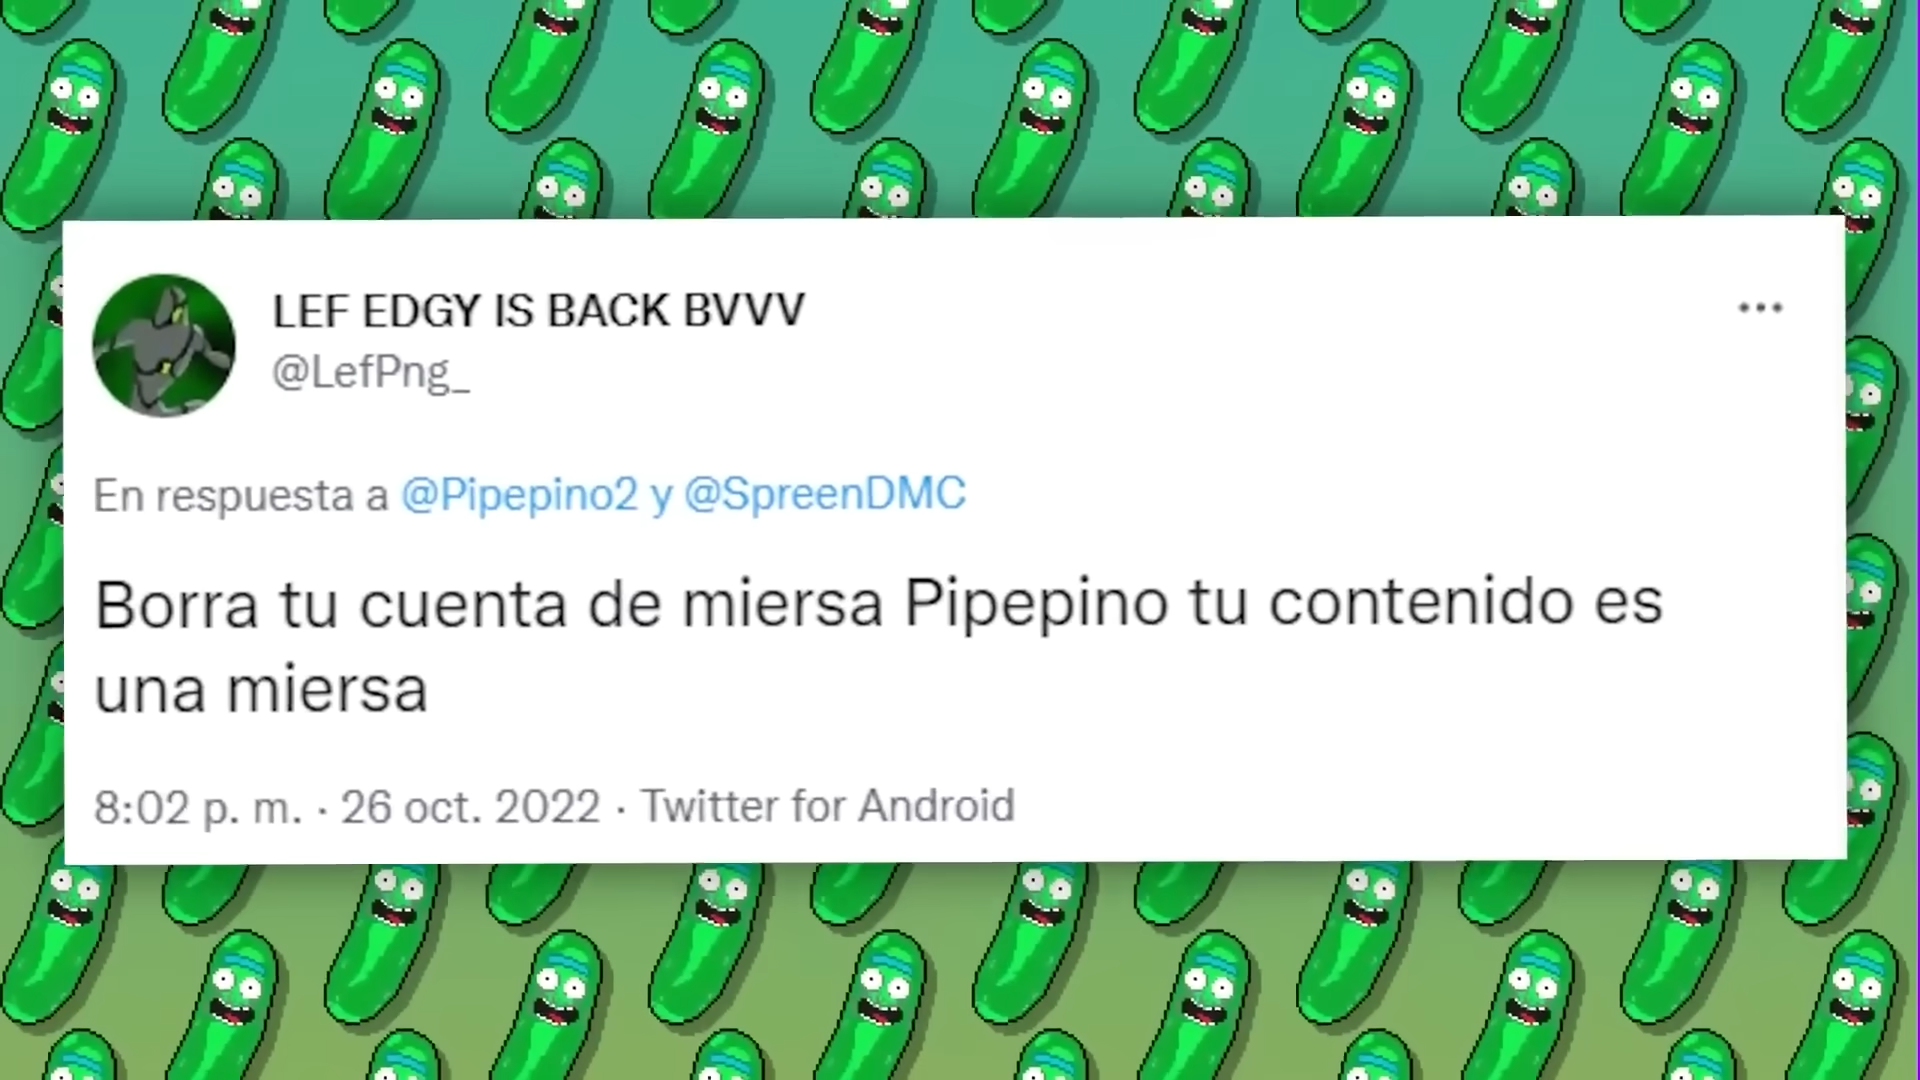 LEF EDGY IS BACK BVVV
@LefPng_
En respuesta a @Pipepino2 y @SpreenDMC
Borra tu cuenta de miersa Pipepino tu contenido es
una miersa
8:02 p. m. · 26 oct. 2022 · Twitter for Android